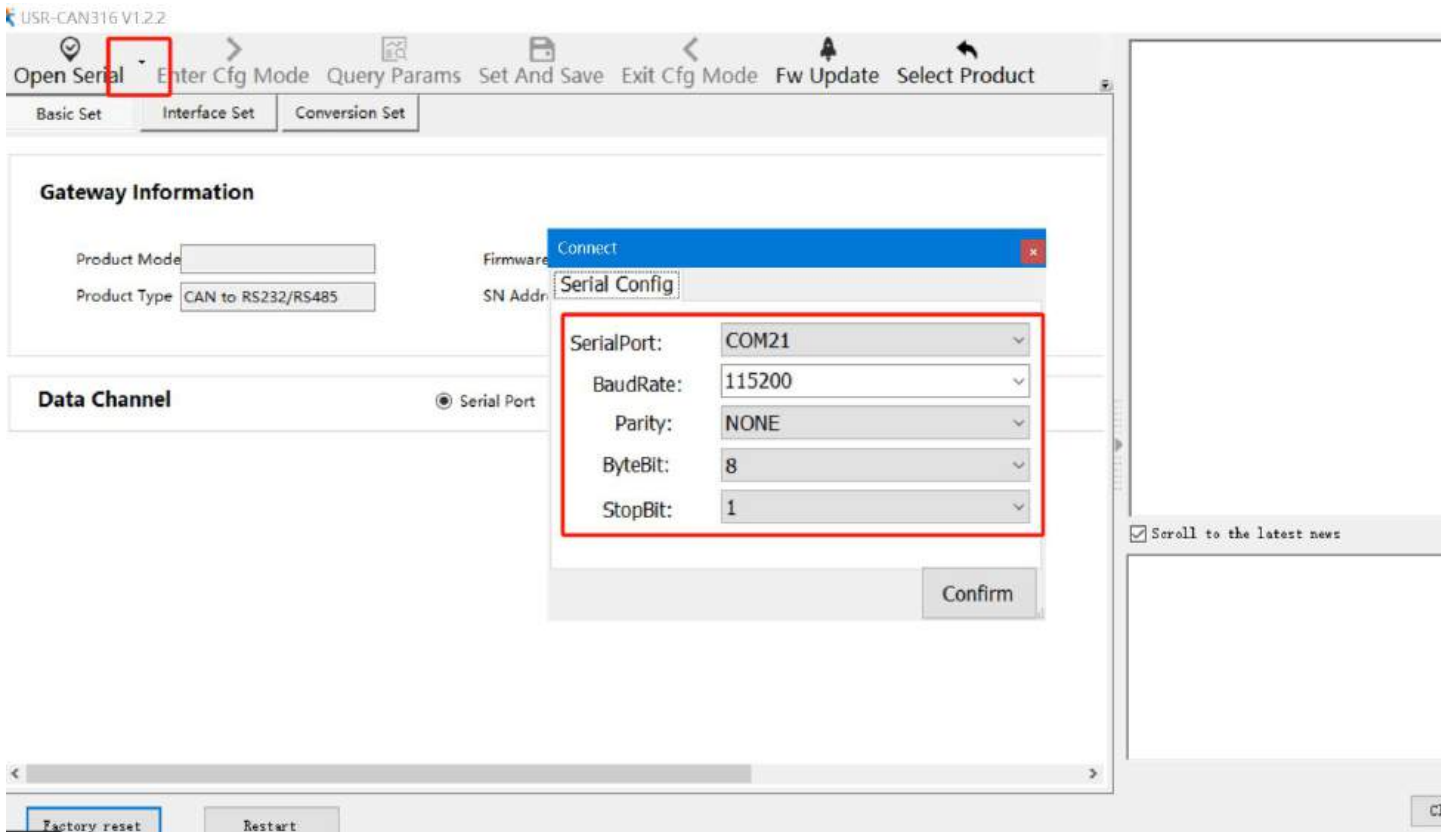 USR-CAN316 V1.2.2
Open Serial Enter Cfg Mode Query Params Set And Save Exit Cfg Mode Fw Update Select Product
Basic Set Interface Set Conversion Set
Gateway Information
Product Mode
Firmware
Product Type CAN to RS232/RS485
SN Addr
Data Channel
Serial Port
Connect
Serial Config
SerialPort: COM21
BaudRate: 115200
Parity: NONE
ByteBit: 8
StopBit: 1
Confirm
Scroll to the latest news
Factory reset Restart